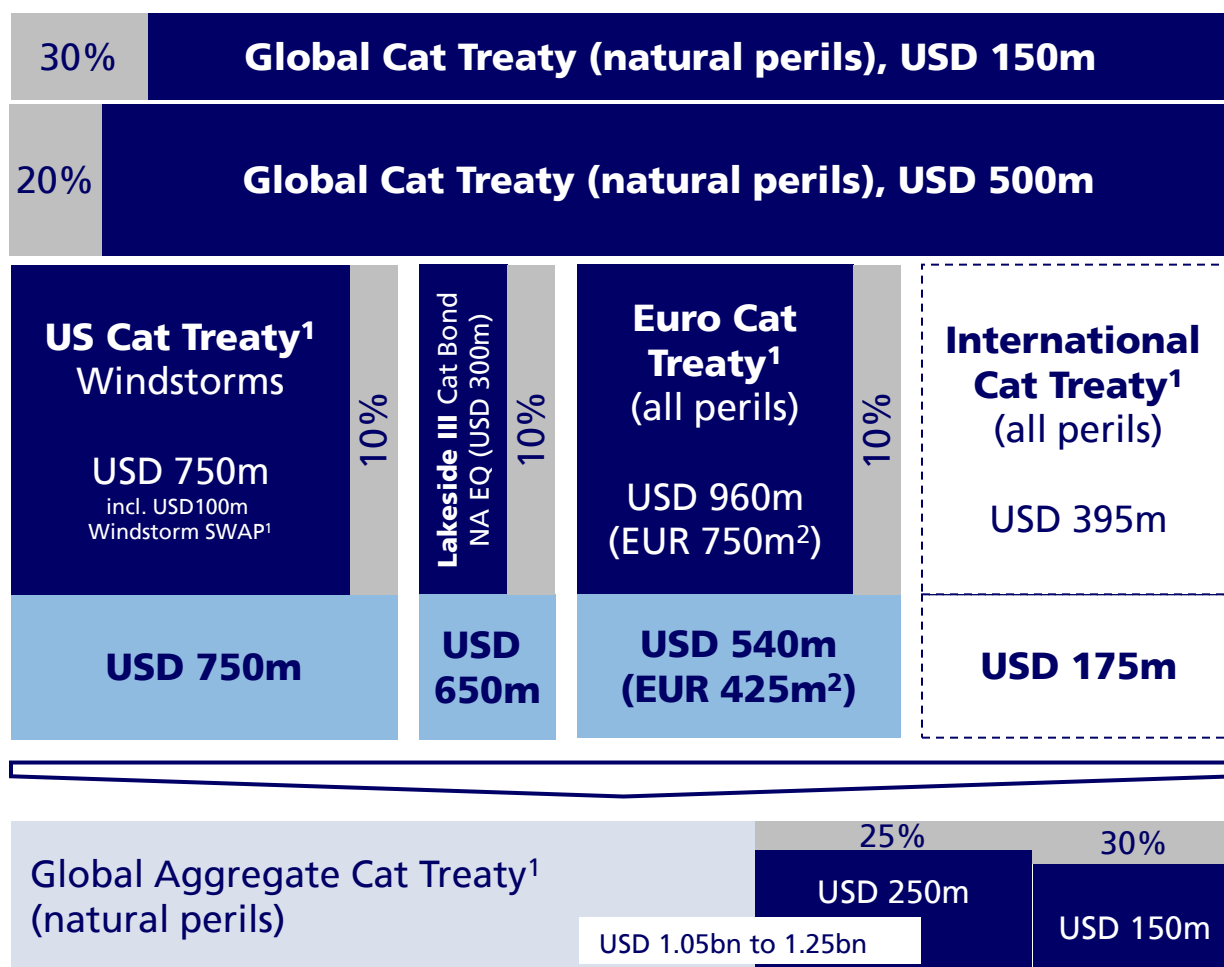 30%
Global Cat Treaty (natural perils), USD 150m
20%
Global Cat Treaty (natural perils), USD 500m
US Cat Treaty¹
Windstorms
USD 750m
incl. USD100m
Windstorm SWAP¹
10%
Lakeside III Cat Bond
NA EQ (USD 300m)
10%
Euro Cat
Treaty¹
(all perils)
USD 960m
(EUR 750m²)
10%
International
Cat Treaty¹
(all perils)
USD 395m
USD 750m
USD
650m
USD 540m
(EUR 425m²)
USD 175m
Global Aggregate Cat Treaty¹
(natural perils)
25%
USD 250m
USD 1.05bn to 1.25bn
30%
USD 150m